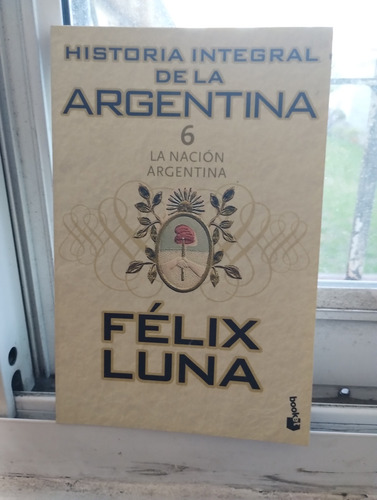 HISTORIA INTEGRAL
DE LA
ARGENTINA
6
LA NACIÓN
ARGENTINA
FÉLIX
LUNA
booket